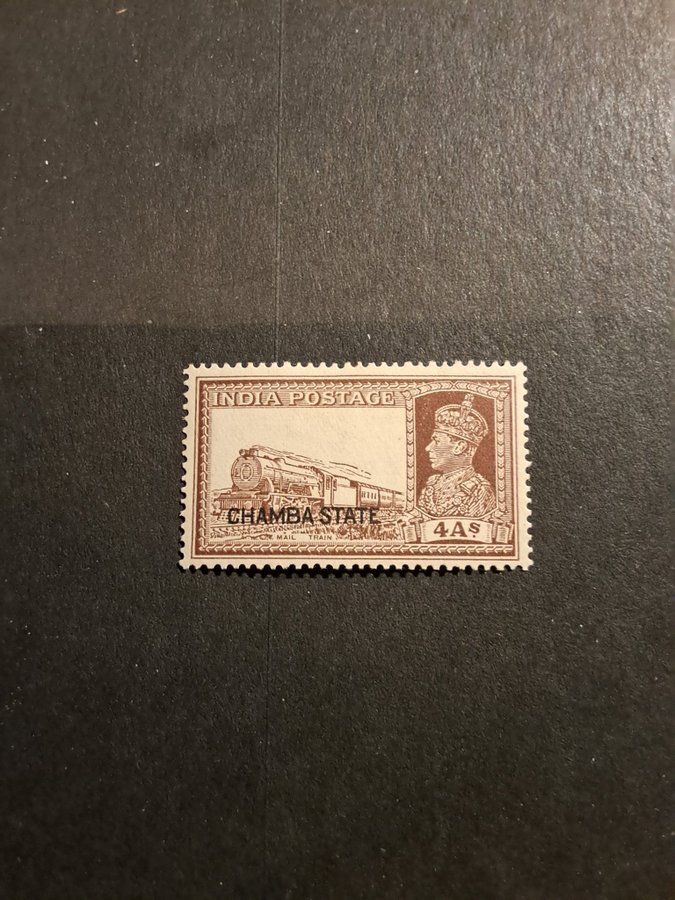 INDIA POSTAGE
CHAMBA STATE
4AS
MAIL TRAIN